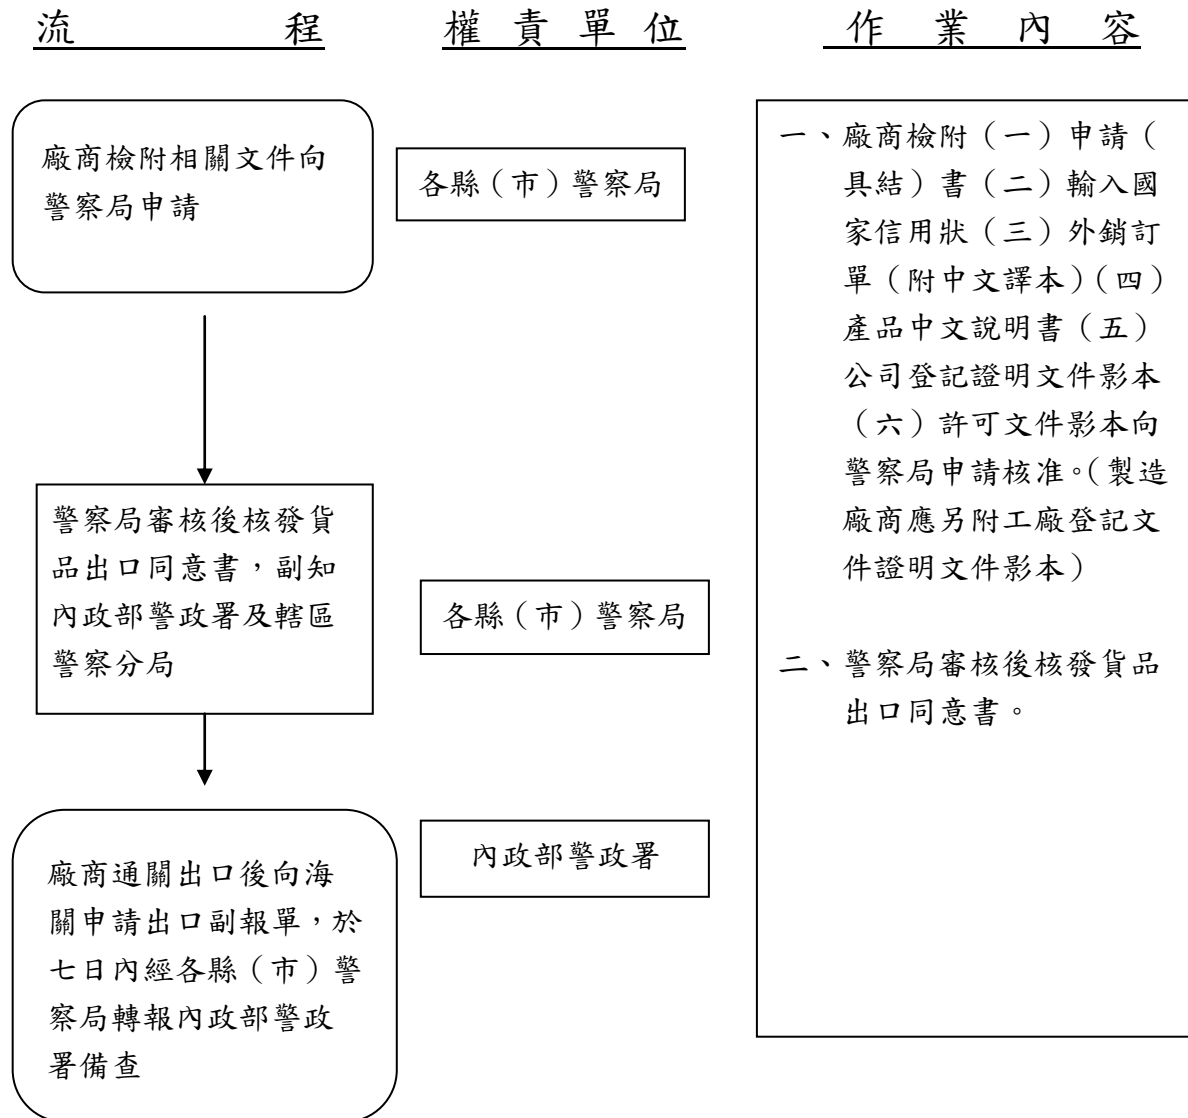 流程
權責單位
作業內容
廠商檢附相關文件向
警察局申請
各縣（市）警察局
警察局審核後核發貨
品出口同意書，副知
內政部警政署及轄區
警察分局
各縣（市）警察局
廠商通關出口後向海
關申請出口副報單，於
七日內經各縣（市）警
察局轉報內政部警政
署備查
內政部警政署
一、廠商檢附（一）申請（
具結）書（二）輸入國
家信用狀（三）外銷訂
單（附中文譯本）（四）
產品中文說明書（五）
公司登記證明文件影本
（六）許可文件影本向
警察局申請核准。（製造
廠商應另附工廠登記文
件證明文件影本）
二、警察局審核後核發貨品
出口同意書。